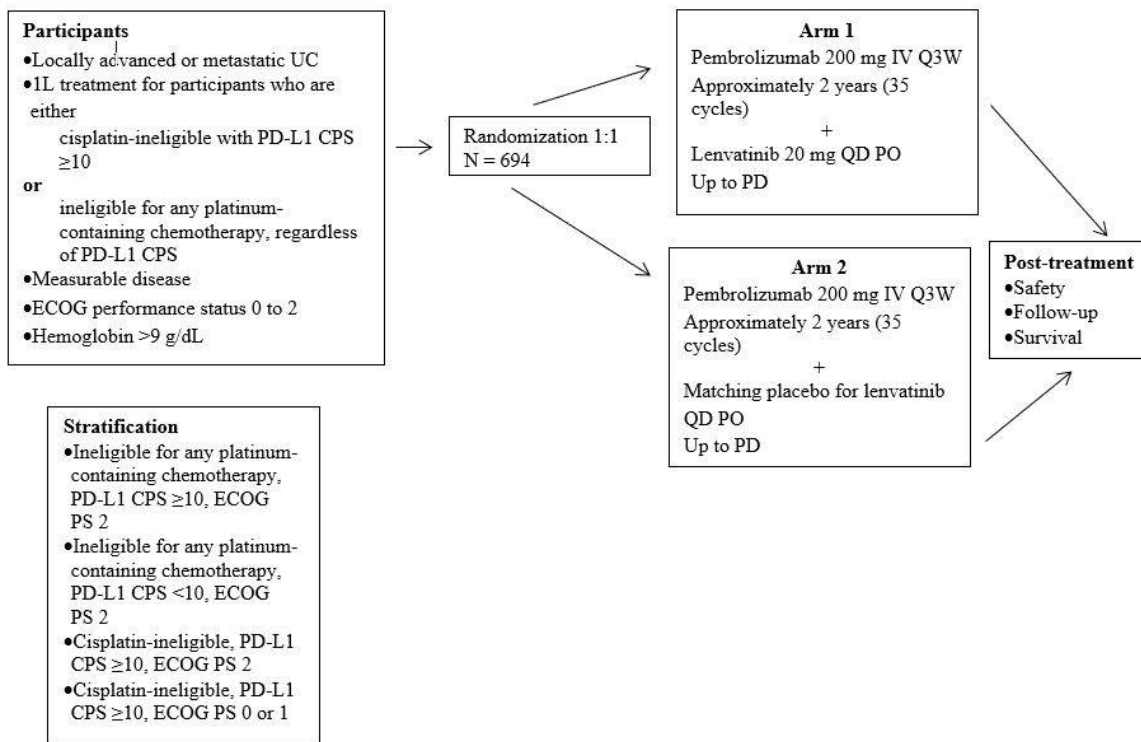 Participants
•Locally advanced or metastatic UC
•1L treatment for participants who are
either
cisplatin-ineligible with PD-L1 CPS
≥10
or
ineligible for any platinum-
containing chemotherapy, regardless
of PD-L1 CPS
•Measurable disease
•ECOG performance status 0 to 2
•Hemoglobin >9 g/dL
Stratification
•Ineligible for any platinum-
containing chemotherapy,
PD-L1 CPS ≥10, ECOG
PS 2
•Ineligible for any platinum-
containing chemotherapy,
PD-L1 CPS <10, ECOG
PS 2
•Cisplatin-ineligible, PD-L1
CPS ≥10, ECOG PS 2
•Cisplatin-ineligible, PD-L1
CPS ≥10, ECOG PS 0 or 1
Randomization 1:1
N = 694
Arm 1
Pembrolizumab 200 mg IV Q3W
Approximately 2 years (35
cycles)
+
Lenvatinib 20 mg QD PO
Up to PD
Arm 2
Pembrolizumab 200 mg IV Q3W
Approximately 2 years (35
cycles)
+
Matching placebo for lenvatinib
QD PO
Up to PD
Post-treatment
•Safety
•Follow-up
•Survival